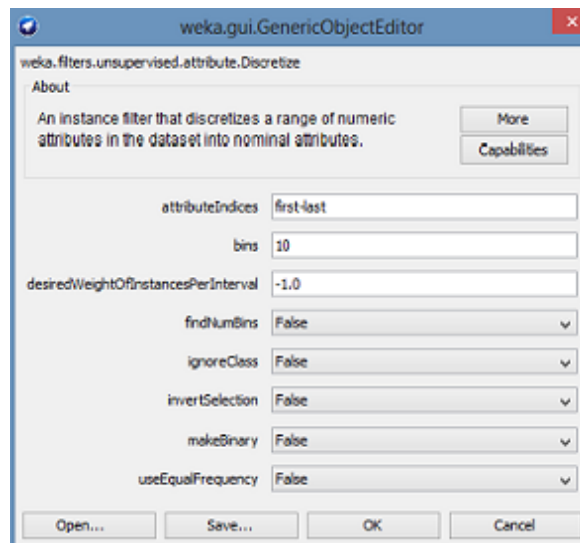 weka.gui.GenericObjectEditor
weka.filters.unsupervised.attribute.Discretize
About
An instance filter that discretizes a range of numeric
attributes in the dataset into nominal attributes.
More
Capabilities
attributeIndices first-last
bins 10
desiredWeightOfInstancesPerInterval -1.0
findNumBins False
ignoreClass False
invertSelection False
makeBinary False
useEqualFrequency False
Open... Save... OK Cancel